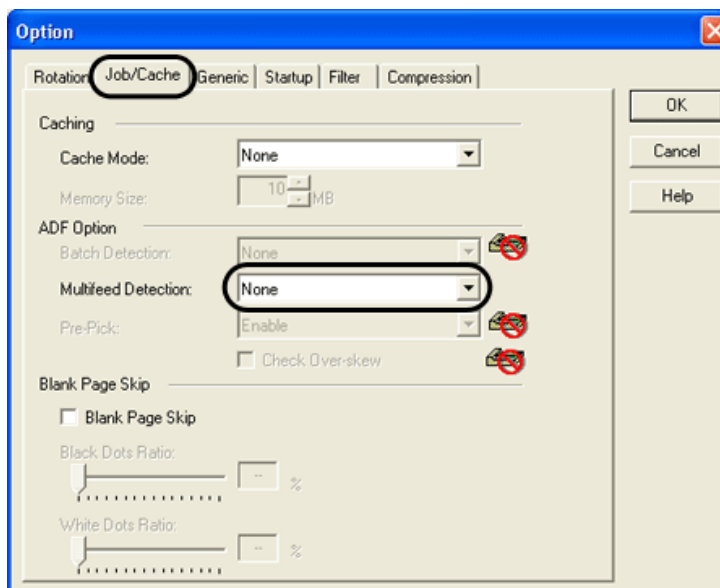 Option
Rotation Job/Cache Generic Startup Filter Compression
OK
Caching
Cache Mode: None
Cancel
Memory Size: 10 MB
Help
ADF Option
Batch Detection: None
Multifeed Detection: None
Pre-Pick: Enable
Check Over-skew
Blank Page Skip
Blank Page Skip
Black Dots Ratio:
-- %
White Dots Ratio:
-- %